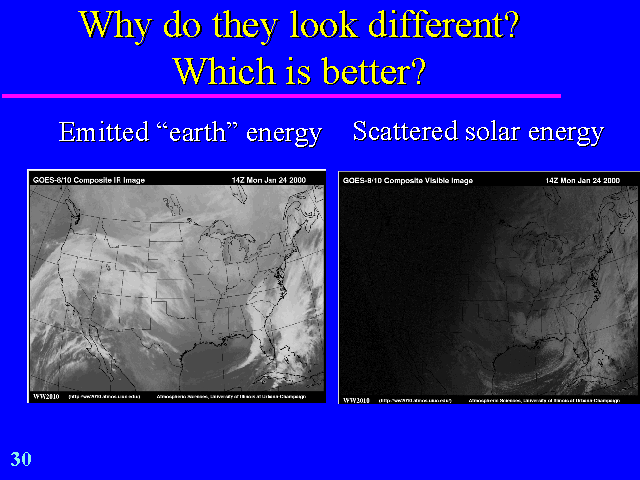 Why do they look different?
Which is better?
Emitted “earth” energy
Scattered solar energy
GOES-8/10 Composite IR Image 14Z Mon Jan 24 2000
GOES-8/10 Composite Visible Image 14Z Mon Jan 24 2000
WW2010 (http://ww2010.atmos.uiuc.edu/) Atmospheric Sciences, University of Illinois at Urbana-Champaign
WW2010 (http://ww2010.atmos.uiuc.edu/) Atmospheric Sciences, University of Illinois at Urbana-Champaign
30